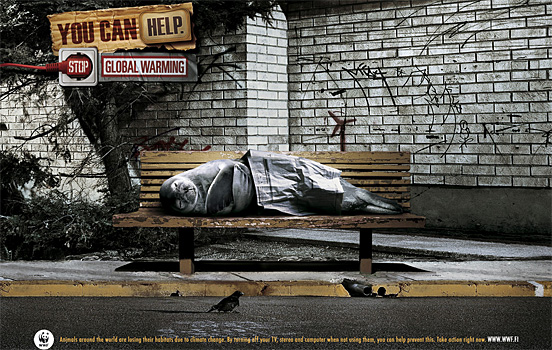 YOU CAN HELP.
STOP GLOBAL WARMING
WWF
Animals around the world are losing their habitats due to climate change. By turning off your TV, stereo and computer when not using them, you can help prevent this. Take action right now. WWW.WWF.FI